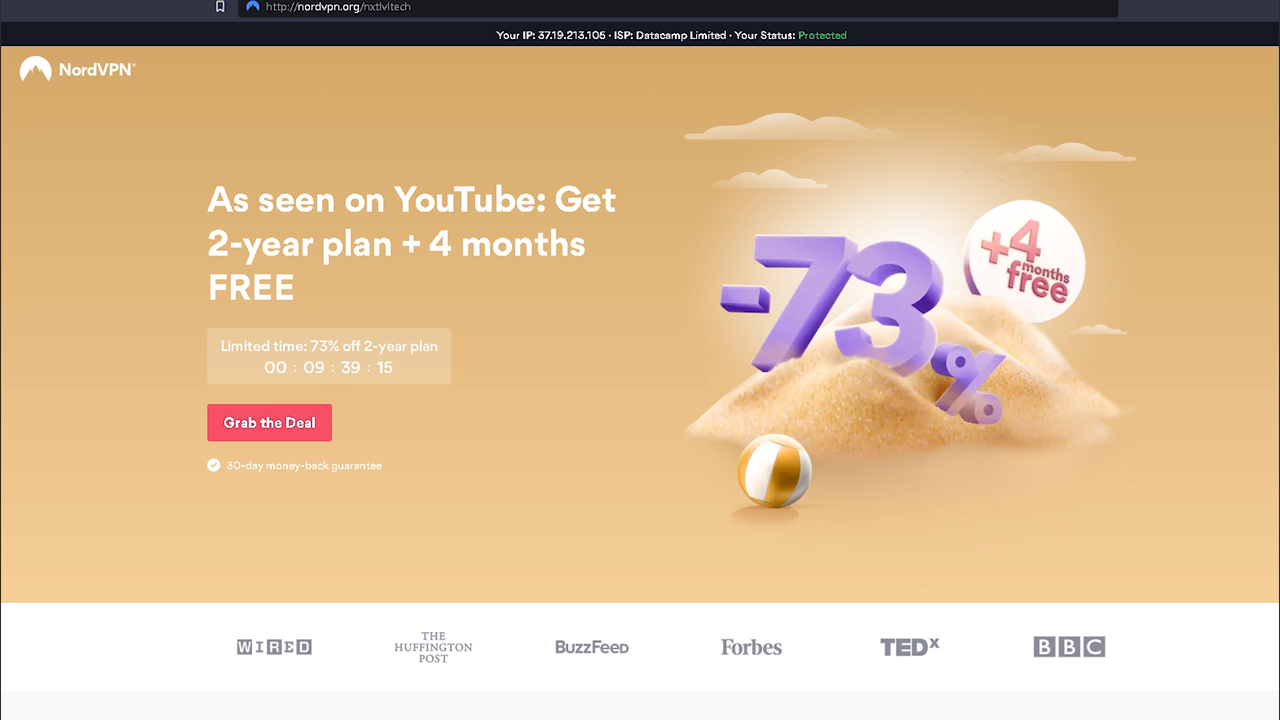 http://nordvpn.org/nxtlvltech
Your IP: 37.19.213.105 · ISP: Datacamp Limited · Your Status: Protected
NordVPN®
As seen on YouTube: Get
2-year plan + 4 months
FREE
Limited time: 73% off 2-year plan
00 : 09 : 39 : 15
Grab the Deal
30-day money-back guarantee
-73%
+4
months
free
WIRED
THE
HUFFINGTON
POST
BuzzFeed
Forbes
TEDx
BBC